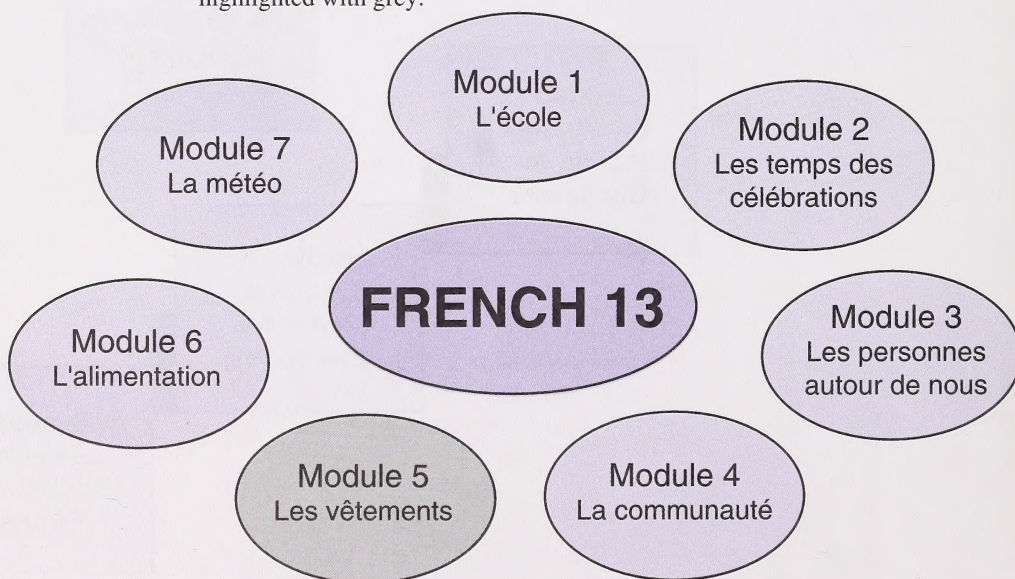 highlighted with grey.
Module 1
L'école
Module 2
Les temps des
célébrations
Module 3
Les personnes
autour de nous
Module 4
La communauté
Module 5
Les vêtements
Module 6
L'alimentation
Module 7
La météo
FRENCH 13